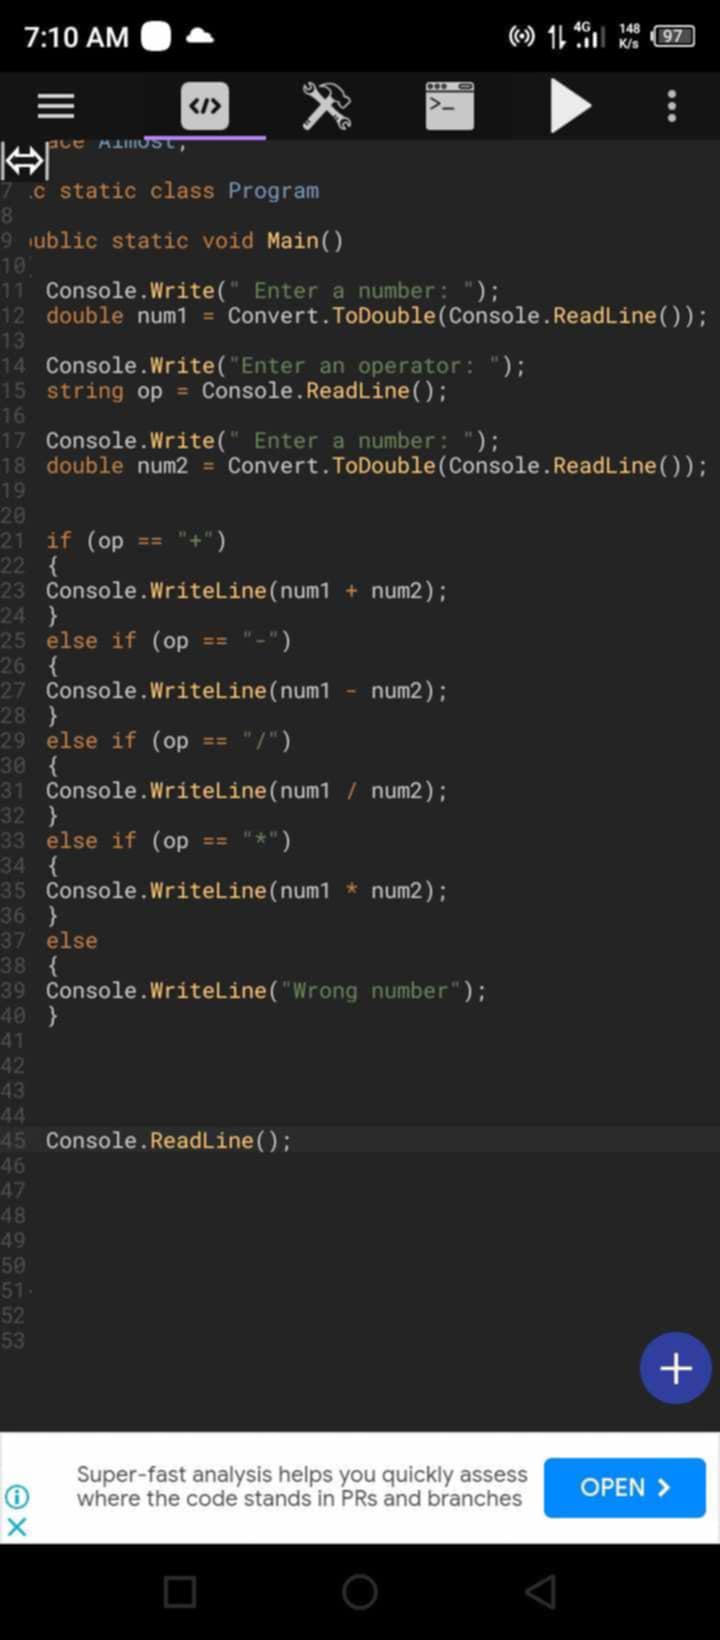 7:10 AM
4G 148 K/s 97
</>
>_
ace Almost;
7 .c static class Program
8
9 ublic static void Main()
10
11 Console.Write(" Enter a number: ");
12 double num1 = Convert.ToDouble(Console.ReadLine());
13
14 Console.Write("Enter an operator: ");
15 string op = Console.ReadLine();
16
17 Console.Write(" Enter a number: ");
18 double num2 = Convert.ToDouble(Console.ReadLine());
19
20
21 if (op == "+")
22 {
23 Console.WriteLine(num1 + num2);
24 }
25 else if (op == "-")
26 {
27 Console.WriteLine(num1 - num2);
28 }
29 else if (op == "/")
30 {
31 Console.WriteLine(num1 / num2);
32 }
33 else if (op == "*")
34 {
35 Console.WriteLine(num1 * num2);
36 }
37 else
38 {
39 Console.WriteLine("Wrong number");
40 }
41
42
43
44
45 Console.ReadLine();
46
47
48
49
50
51
52
53
Super-fast analysis helps you quickly assess
where the code stands in PRs and branches
OPEN >